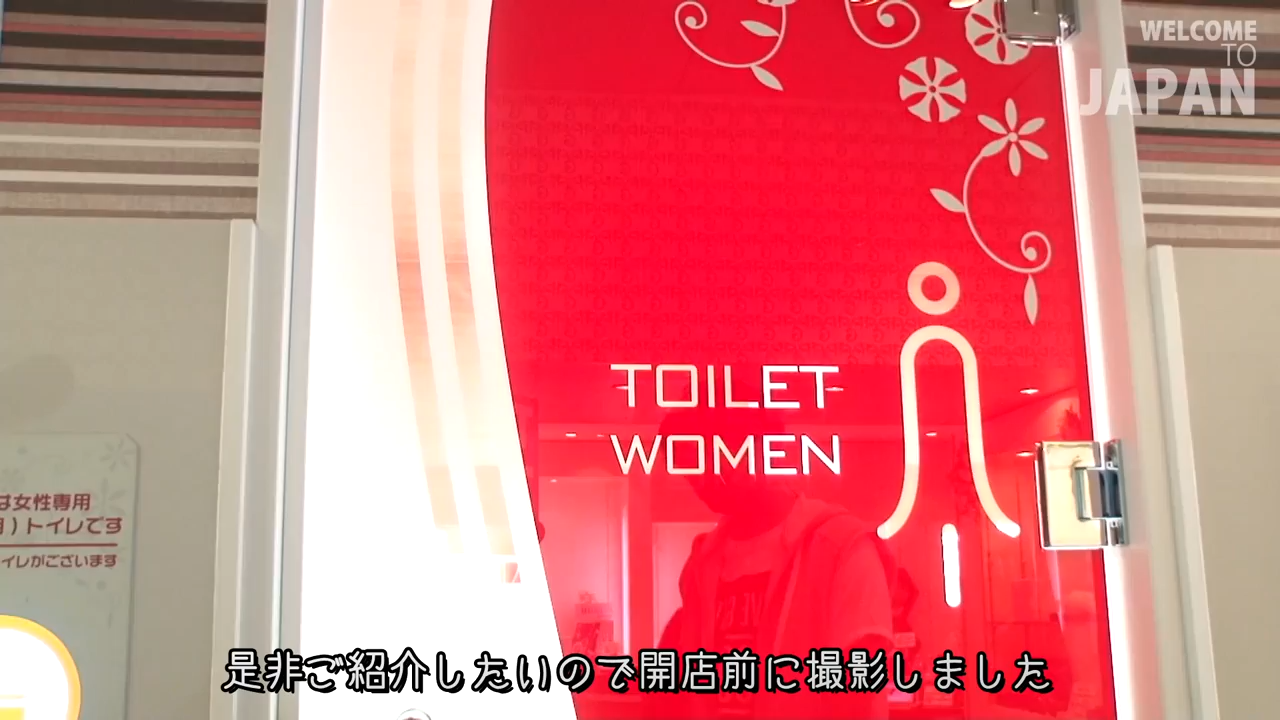 WELCOME
TO
JAPAN
TOILET
WOMEN
は女性専用
）トイレです
イレがございます
是非ご紹介したいので開店前に撮影しました